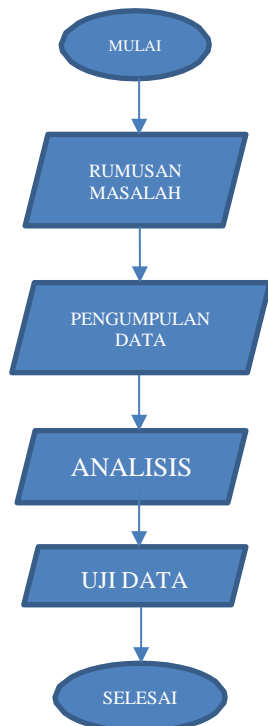 MULAI
RUMUSAN
MASALAH
PENGUMPULAN
DATA
ANALISIS
UJI DATA
SELESAI